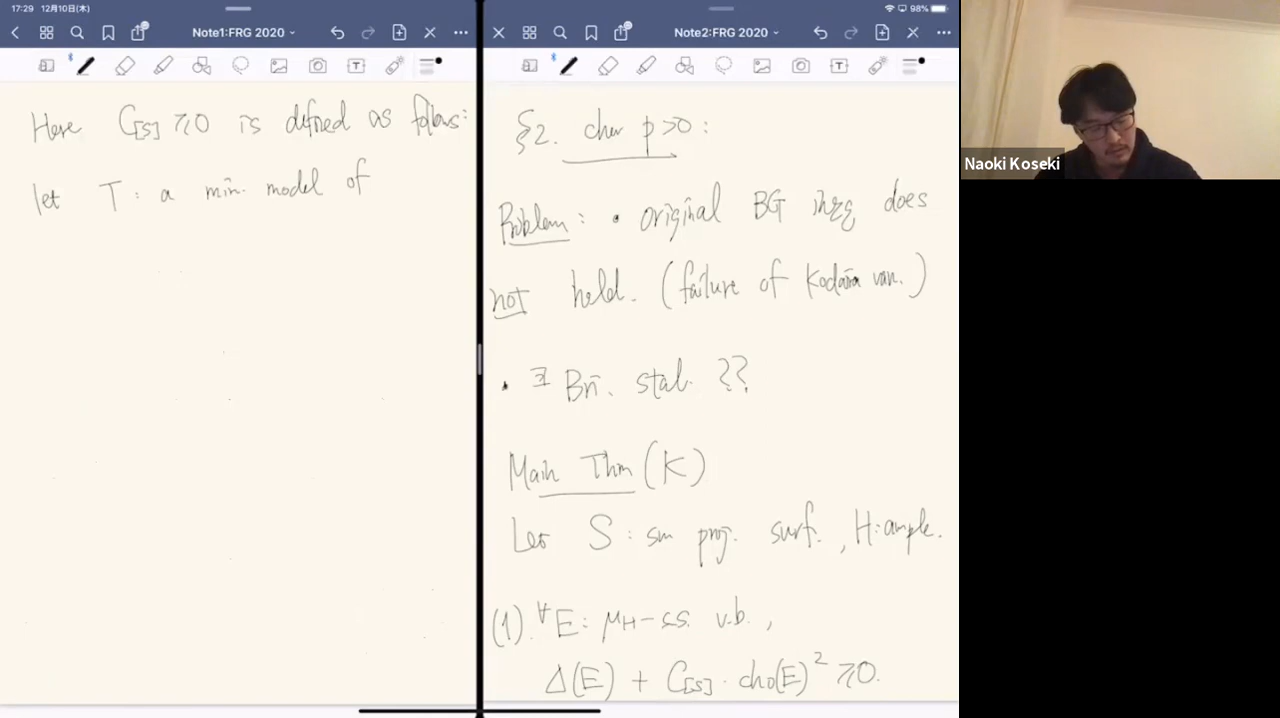 17:29 12月10日(木)
98%
Note1:FRG 2020
Note2:FRG 2020
Here C[S] ≥0 is defined as follows:
let T: a min. model of
§2. char p>0:
Problem: • original BG ineq does
not hold. (failure of Kodaira van.)
• ∃ Bri. stab. ??
Main Thm (K)
Let S: sm proj. surf., H: ample.
(1). ∀E: μH-ss. v.b.,
Δ(E) + C[S]・ch0(E)² ≥0.
Naoki Koseki